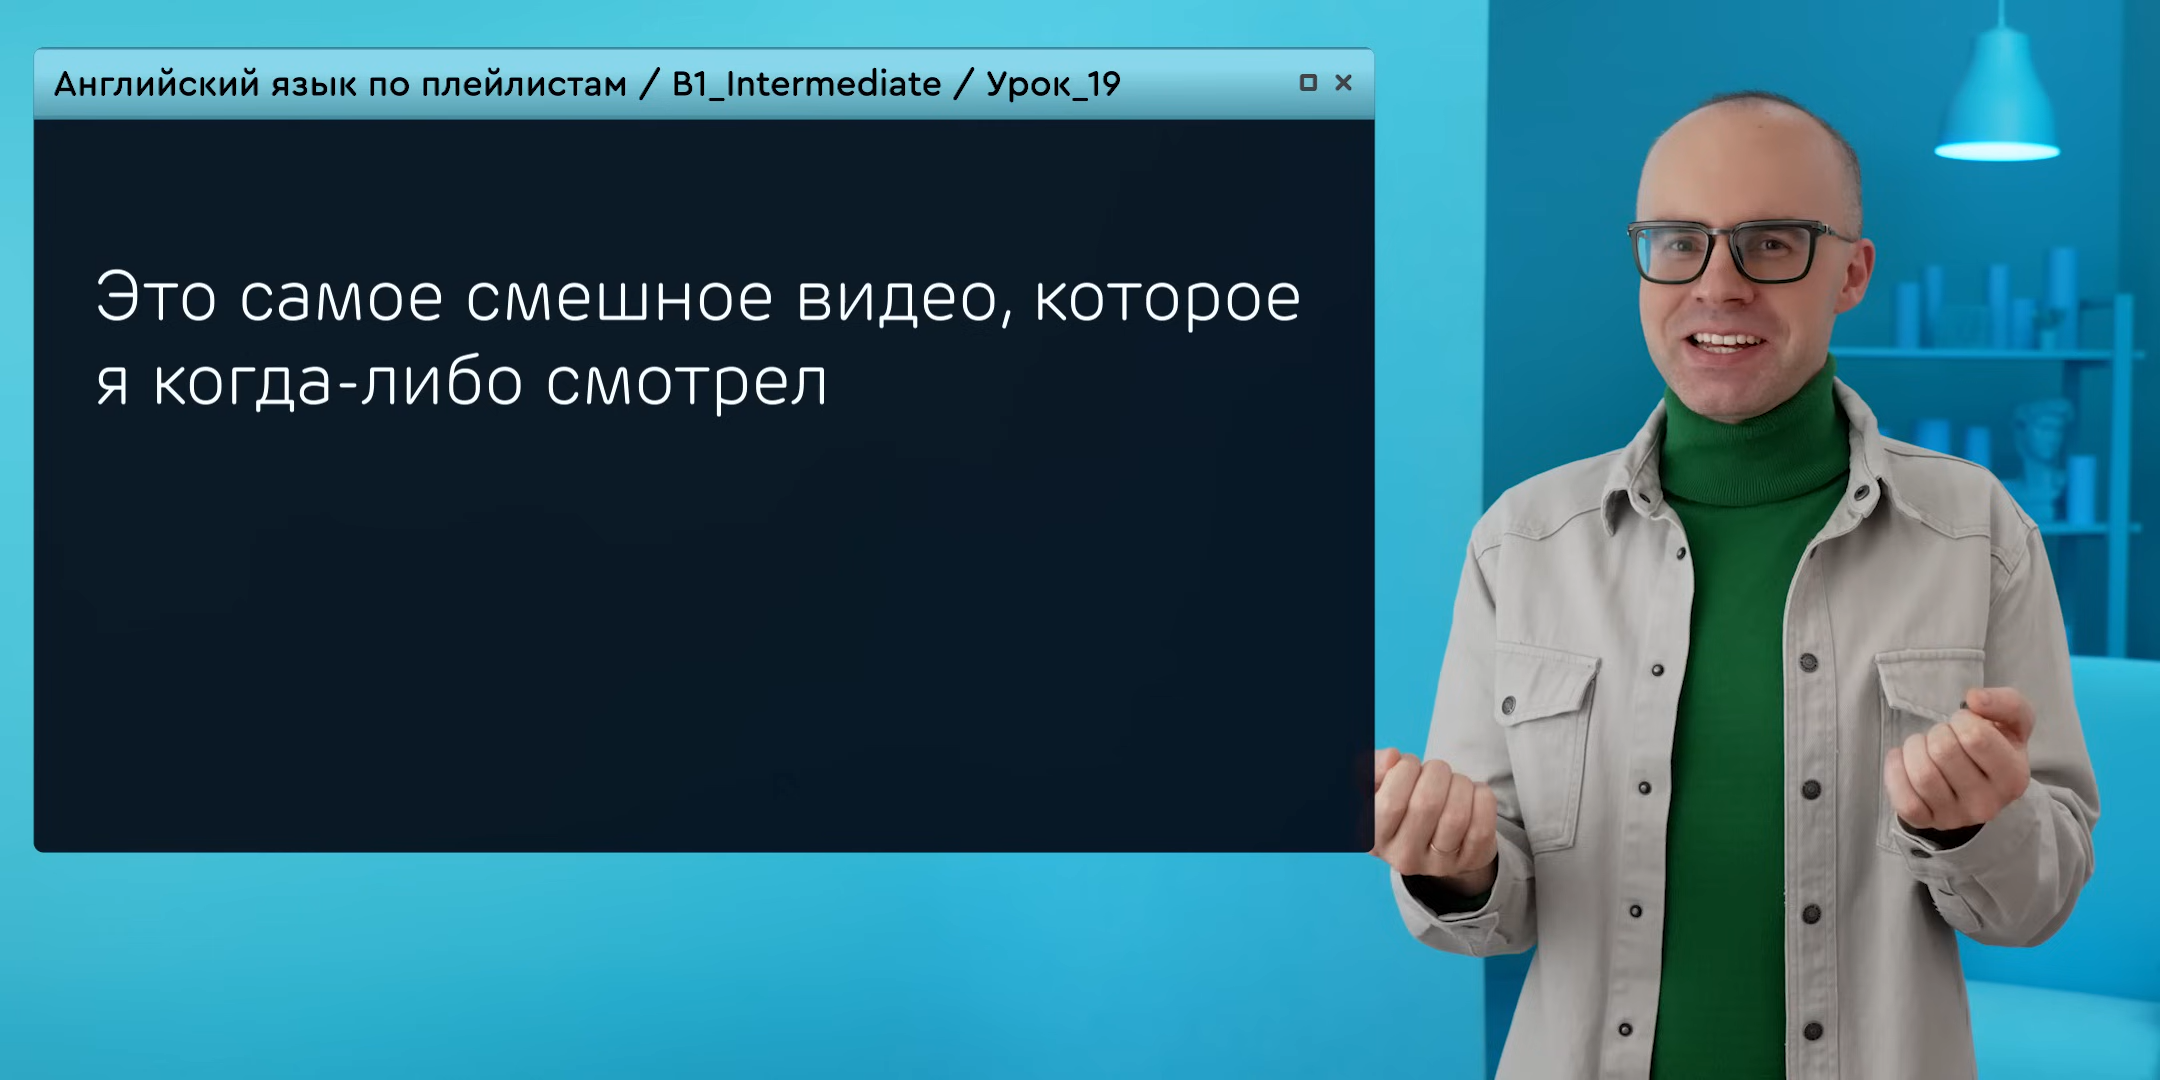 Английский язык по плейлистам / B1_Intermediate / Урок_19
Это самое смешное видео, которое
я когда-либо смотрел